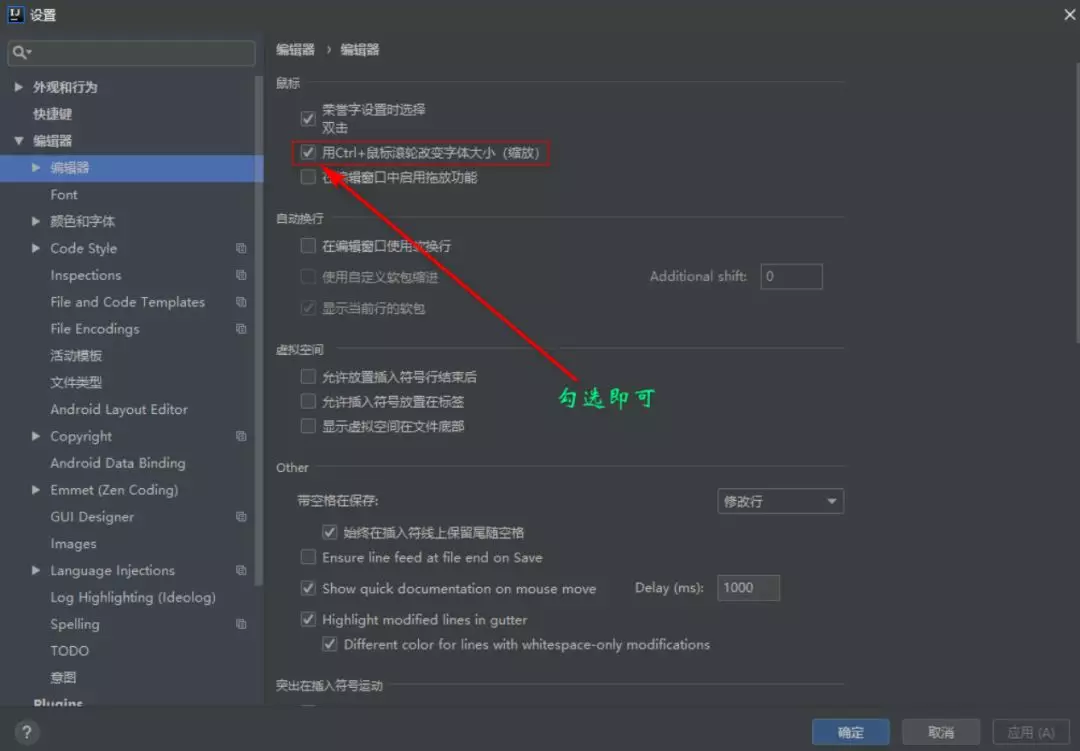 设置
外观和行为
快捷键
编辑器
编辑器
Font
颜色和字体
Code Style
Inspections
File and Code Templates
File Encodings
活动模板
文件类型
Android Layout Editor
Copyright
Android Data Binding
Emmet (Zen Coding)
GUI Designer
Images
Language Injections
Log Highlighting (Ideolog)
Spelling
TODO
意图
Plugins
编辑器 › 编辑器
鼠标
荣誉字设置时选择
双击
用Ctrl+鼠标滚轮改变字体大小（缩放）
在编辑窗口中启用拖放功能
自动换行
在编辑窗口使用软换行
使用自定义软包缩进 Additional shift: 0
显示当前行的软包
虚拟空间
允许放置插入符号行结束后
允许插入符号放置在标签
显示虚拟空间在文件底部
勾选即可
Other
带空格在保存: 修改行
始终在插入符线上保留尾随空格
Ensure line feed at file end on Save
Show quick documentation on mouse move Delay (ms): 1000
Highlight modified lines in gutter
Different color for lines with whitespace-only modifications
突出在插入符号运动
? 确定 取消 应用 (A)